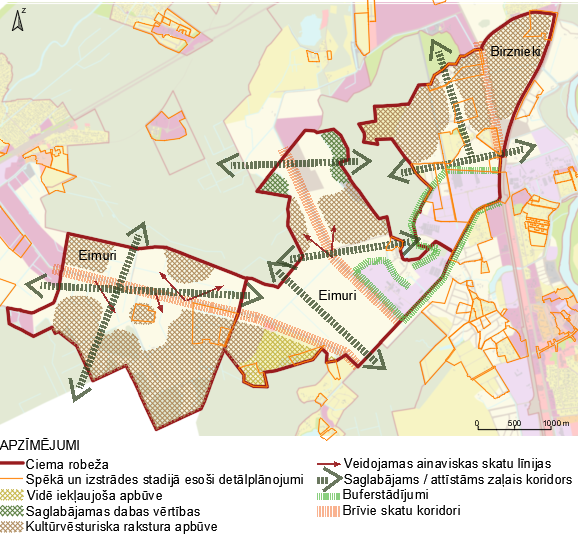 z
Birznieki
Eimuri
Eimuri
0 500 1000 m
APZĪMĒJUMI
Ciema robeža
Spēkā un izstrādes stadijā esoši detālplānojumi
Vidē iekļaujoša apbūve
Saglabājamas dabas vērtības
Kultūrvēsturiska rakstura apbūve
Veidojamas ainaviskas skatu līnijas
Saglabājams / attīstāms zaļais koridors
Buferstādījumi
Brīvie skatu koridori